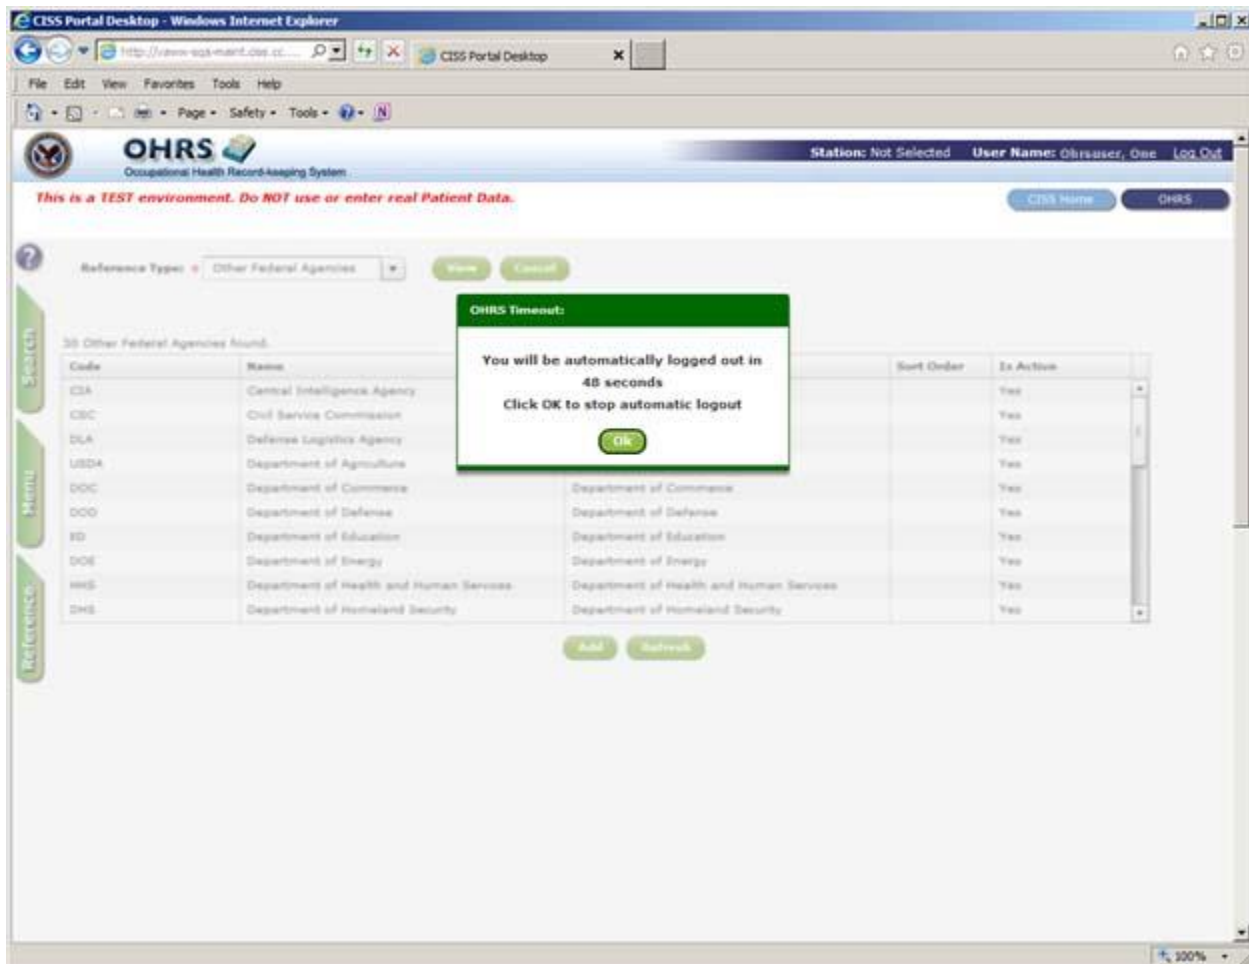 CISS Portal Desktop - Windows Internet Explorer
CISS Portal Desktop
File Edit View Favorites Tools Help
Page Safety Tools
OHRS
Occupational Health Record-keeping System
Station: Not Selected User Name: Ohrsuser, One Log Out
This is a TEST environment. Do NOT use or enter real Patient Data.
CISS Home OHRS
Reference Type: Other Federal Agencies View Cancel
Search
Menu
Reference
OHRS Timeout:
You will be automatically logged out in
48 seconds
Click OK to stop automatic logout
Ok
30 Other Federal Agencies found.
Code Name Sort Order Is Active
CIA Central Intelligence Agency Yes
CSC Civil Service Commission Yes
DLA Defense Logistics Agency Yes
USDA Department of Agriculture Yes
DOC Department of Commerce Department of Commerce Yes
DOD Department of Defense Department of Defense Yes
ED Department of Education Department of Education Yes
DOE Department of Energy Department of Energy Yes
HHS Department of Health and Human Services Department of Health and Human Services Yes
DHS Department of Homeland Security Department of Homeland Security Yes
Add Refresh
100%